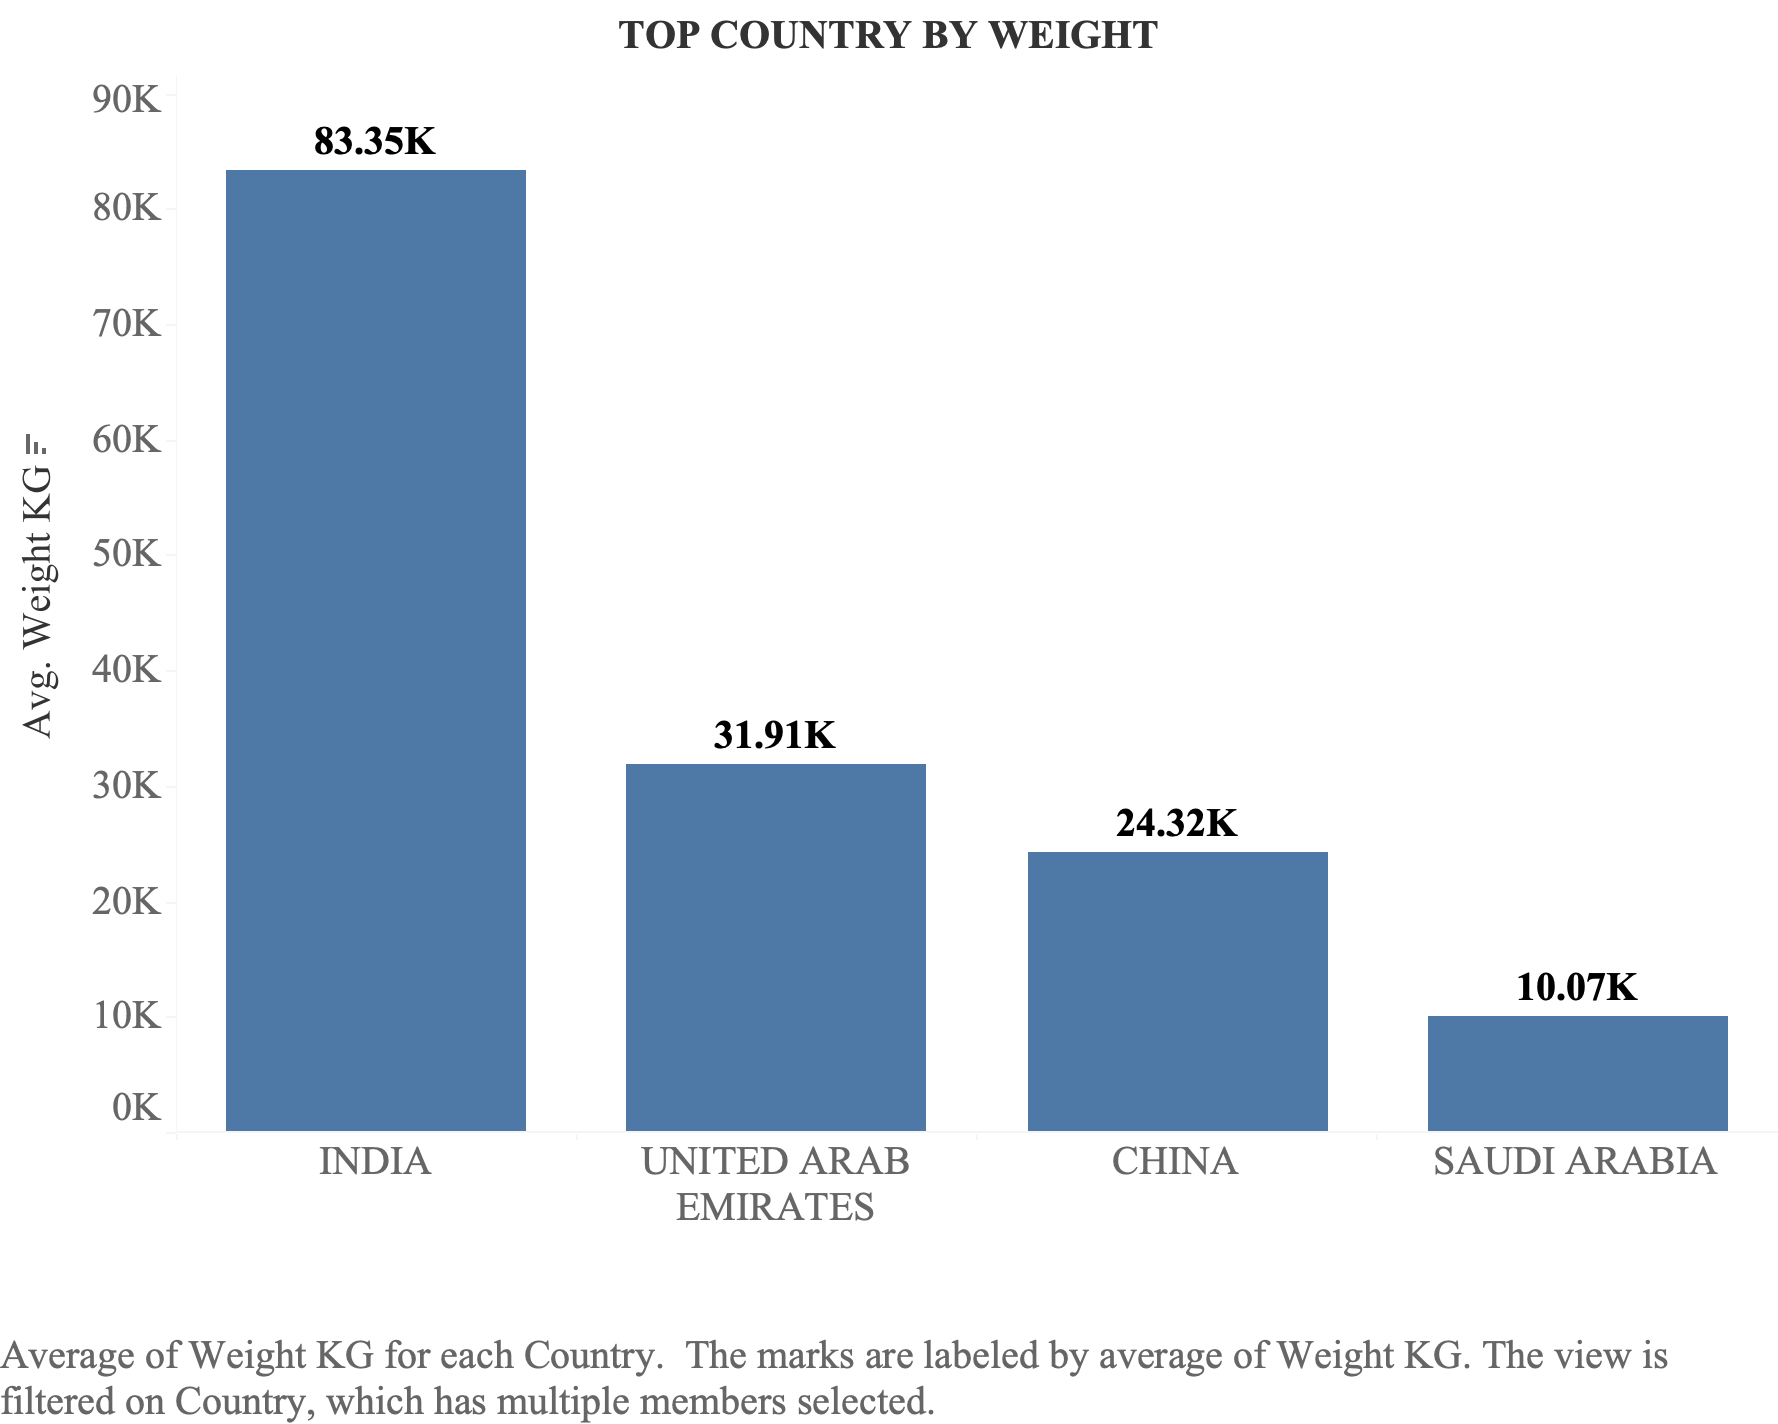 TOP COUNTRY BY WEIGHT
90K
80K
70K
60K
50K
40K
30K
20K
10K
0K
Avg. Weight KG
83.35K
31.91K
24.32K
10.07K
INDIA
UNITED ARAB
EMIRATES
CHINA
SAUDI ARABIA
Average of Weight KG for each Country.  The marks are labeled by average of Weight KG. The view is
filtered on Country, which has multiple members selected.